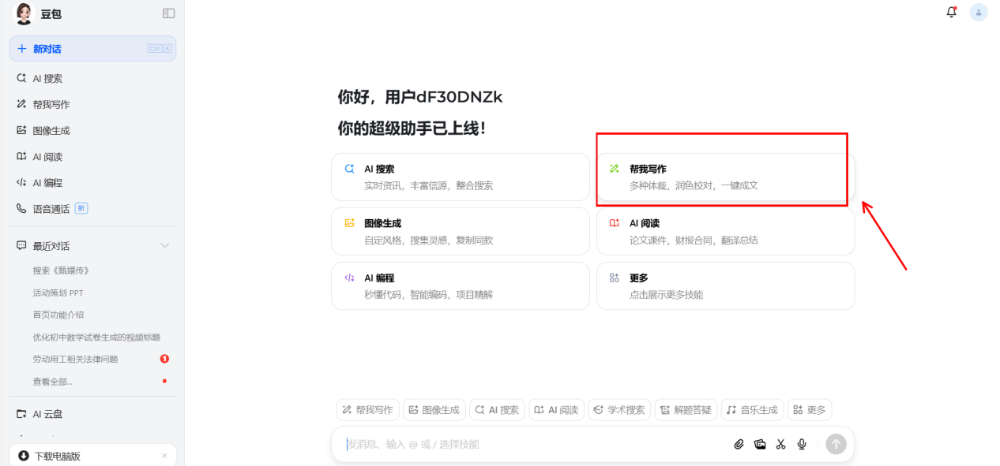 豆包
新对话
Ctrl K
AI 搜索
帮我写作
图像生成
AI 阅读
AI 编程
语音通话 新
最近对话
搜索《甄嬛传》
活动策划 PPT
首页功能介绍
优化初中数学试卷生成的视频标题
劳动用工相关法律问题
1
查看全部...
AI 云盘
下载电脑版
你好，用户dF30DNZk
你的超级助手已上线！
AI 搜索
实时资讯，丰富信源，整合搜索
帮我写作
多种体裁，润色校对，一键成文
图像生成
自定风格，搜集灵感，复制同款
AI 阅读
论文课件，财报合同，翻译总结
AI 编程
秒懂代码，智能编码，项目精解
更多
点击展示更多技能
帮我写作
图像生成
AI 搜索
AI 阅读
学术搜索
解题答疑
音乐生成
更多
发消息、输入 @ 或 / 选择技能